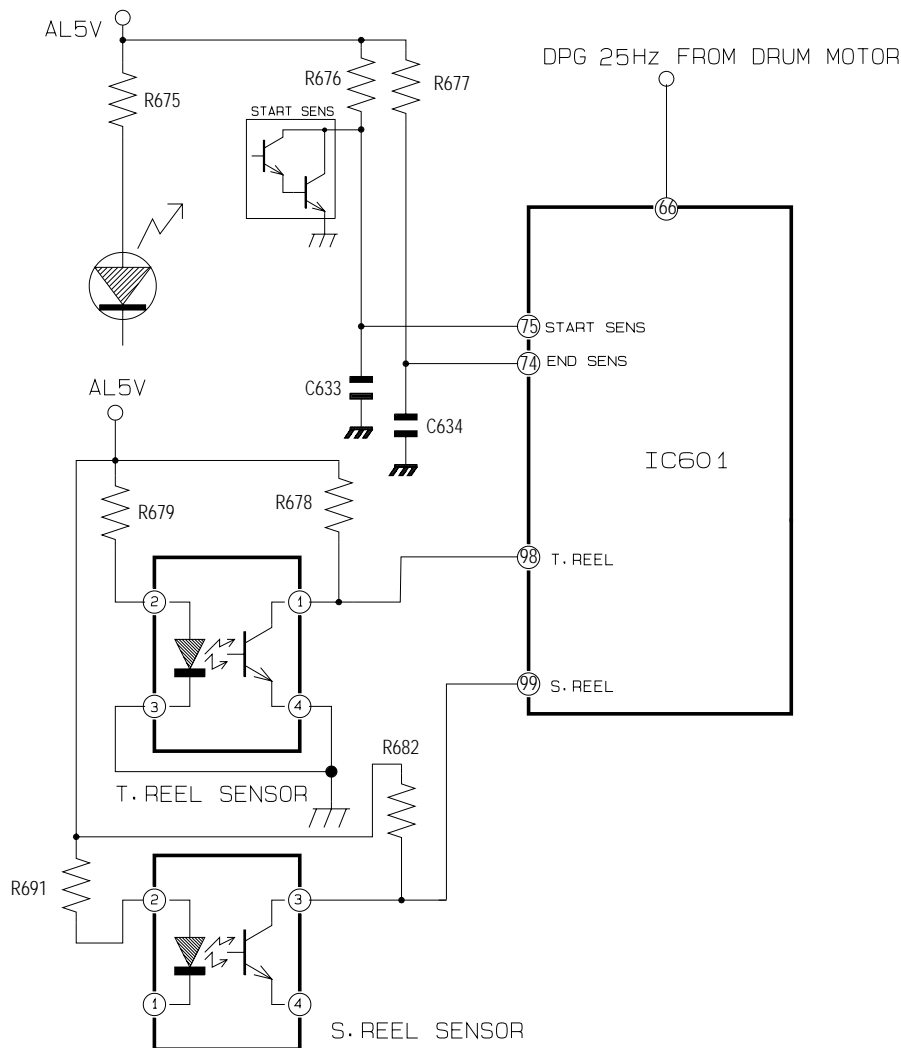 AL5V
DPG 25Hz FROM DRUM MOTOR
R676
R677
R675
START SENS
66
75 START SENS
74 END SENS
C633
AL5V
C634
IC601
R679
R678
98 T.REEL
2
1
99 S.REEL
3
4
R682
T.REEL SENSOR
R691
2
3
1
4
S.REEL SENSOR